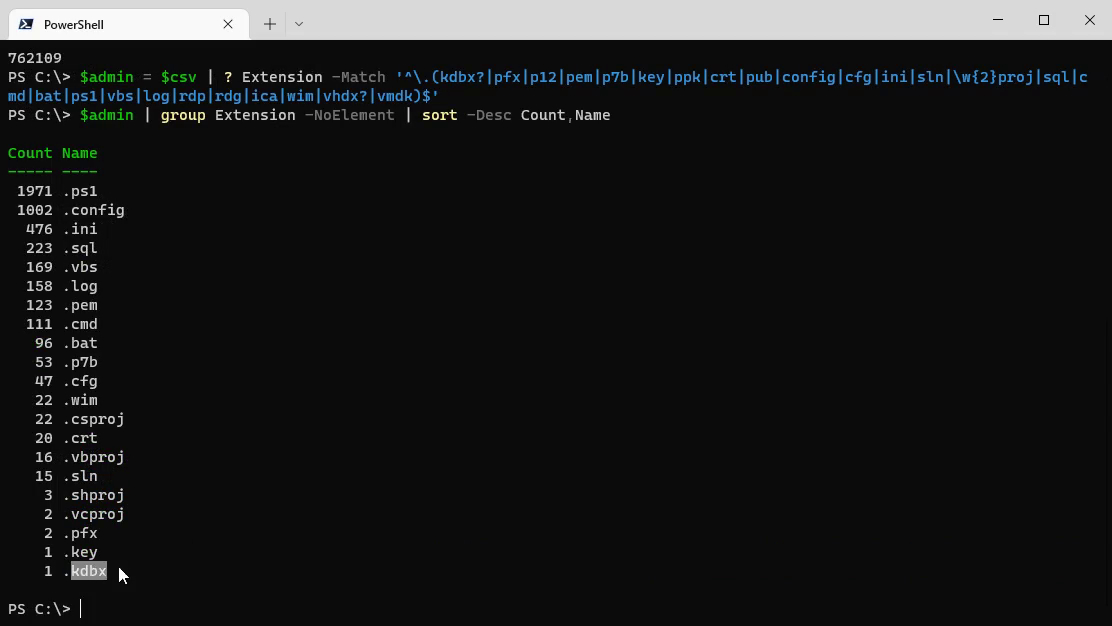 PowerShell
762109
PS C:\> $admin = $csv | ? Extension -Match '^\.(kdbx?|pfx|p12|pem|p7b|key|ppk|crt|pub|config|cfg|ini|sln|\w{2}proj|sql|c
md|bat|ps1|vbs|log|rdp|rdg|ica|wim|vhdx?|vmdk)$'
PS C:\> $admin | group Extension -NoElement | sort -Desc Count,Name
Count Name
----- ----
1971 .ps1
1002 .config
476 .ini
223 .sql
169 .vbs
158 .log
123 .pem
111 .cmd
96 .bat
53 .p7b
47 .cfg
22 .wim
22 .csproj
20 .crt
16 .vbproj
15 .sln
3 .shproj
2 .vcproj
2 .pfx
1 .key
1 .kdbx
PS C:\>